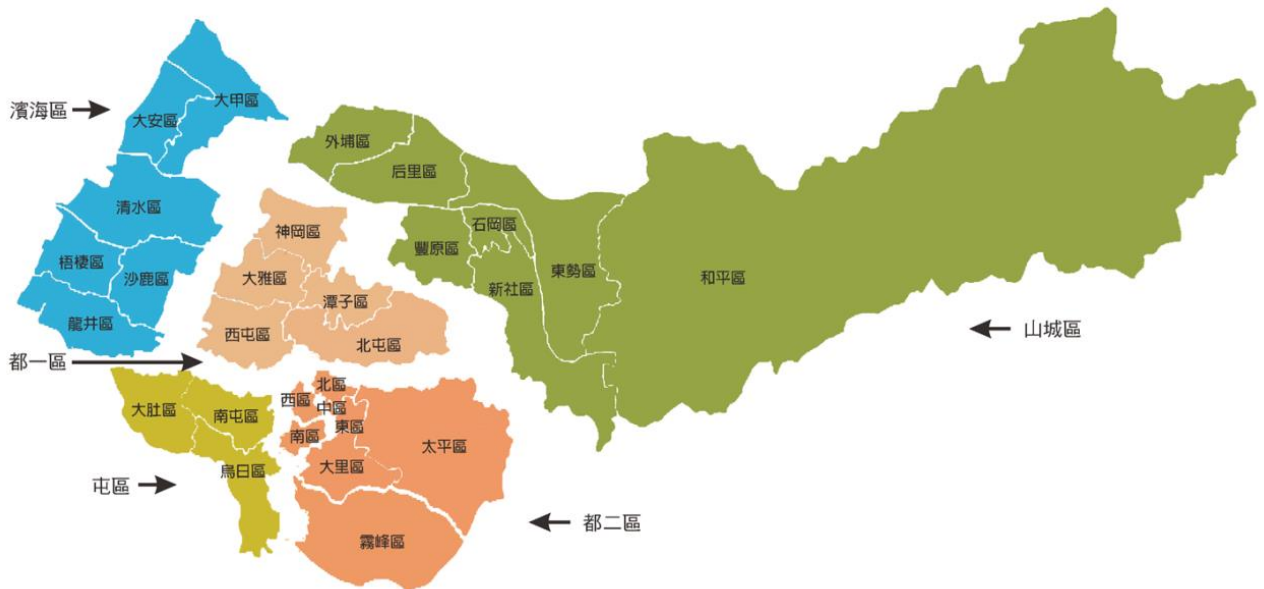 濱海區
大甲區
大安區
清水區
梧棲區
沙鹿區
龍井區
外埔區
后里區
石岡區
豐原區
東勢區
新社區
和平區
山城區
神岡區
大雅區
潭子區
西屯區
北屯區
都一區
大肚區
南屯區
烏日區
屯區
北區
西區
中區
東區
南區
大里區
太平區
霧峰區
都二區